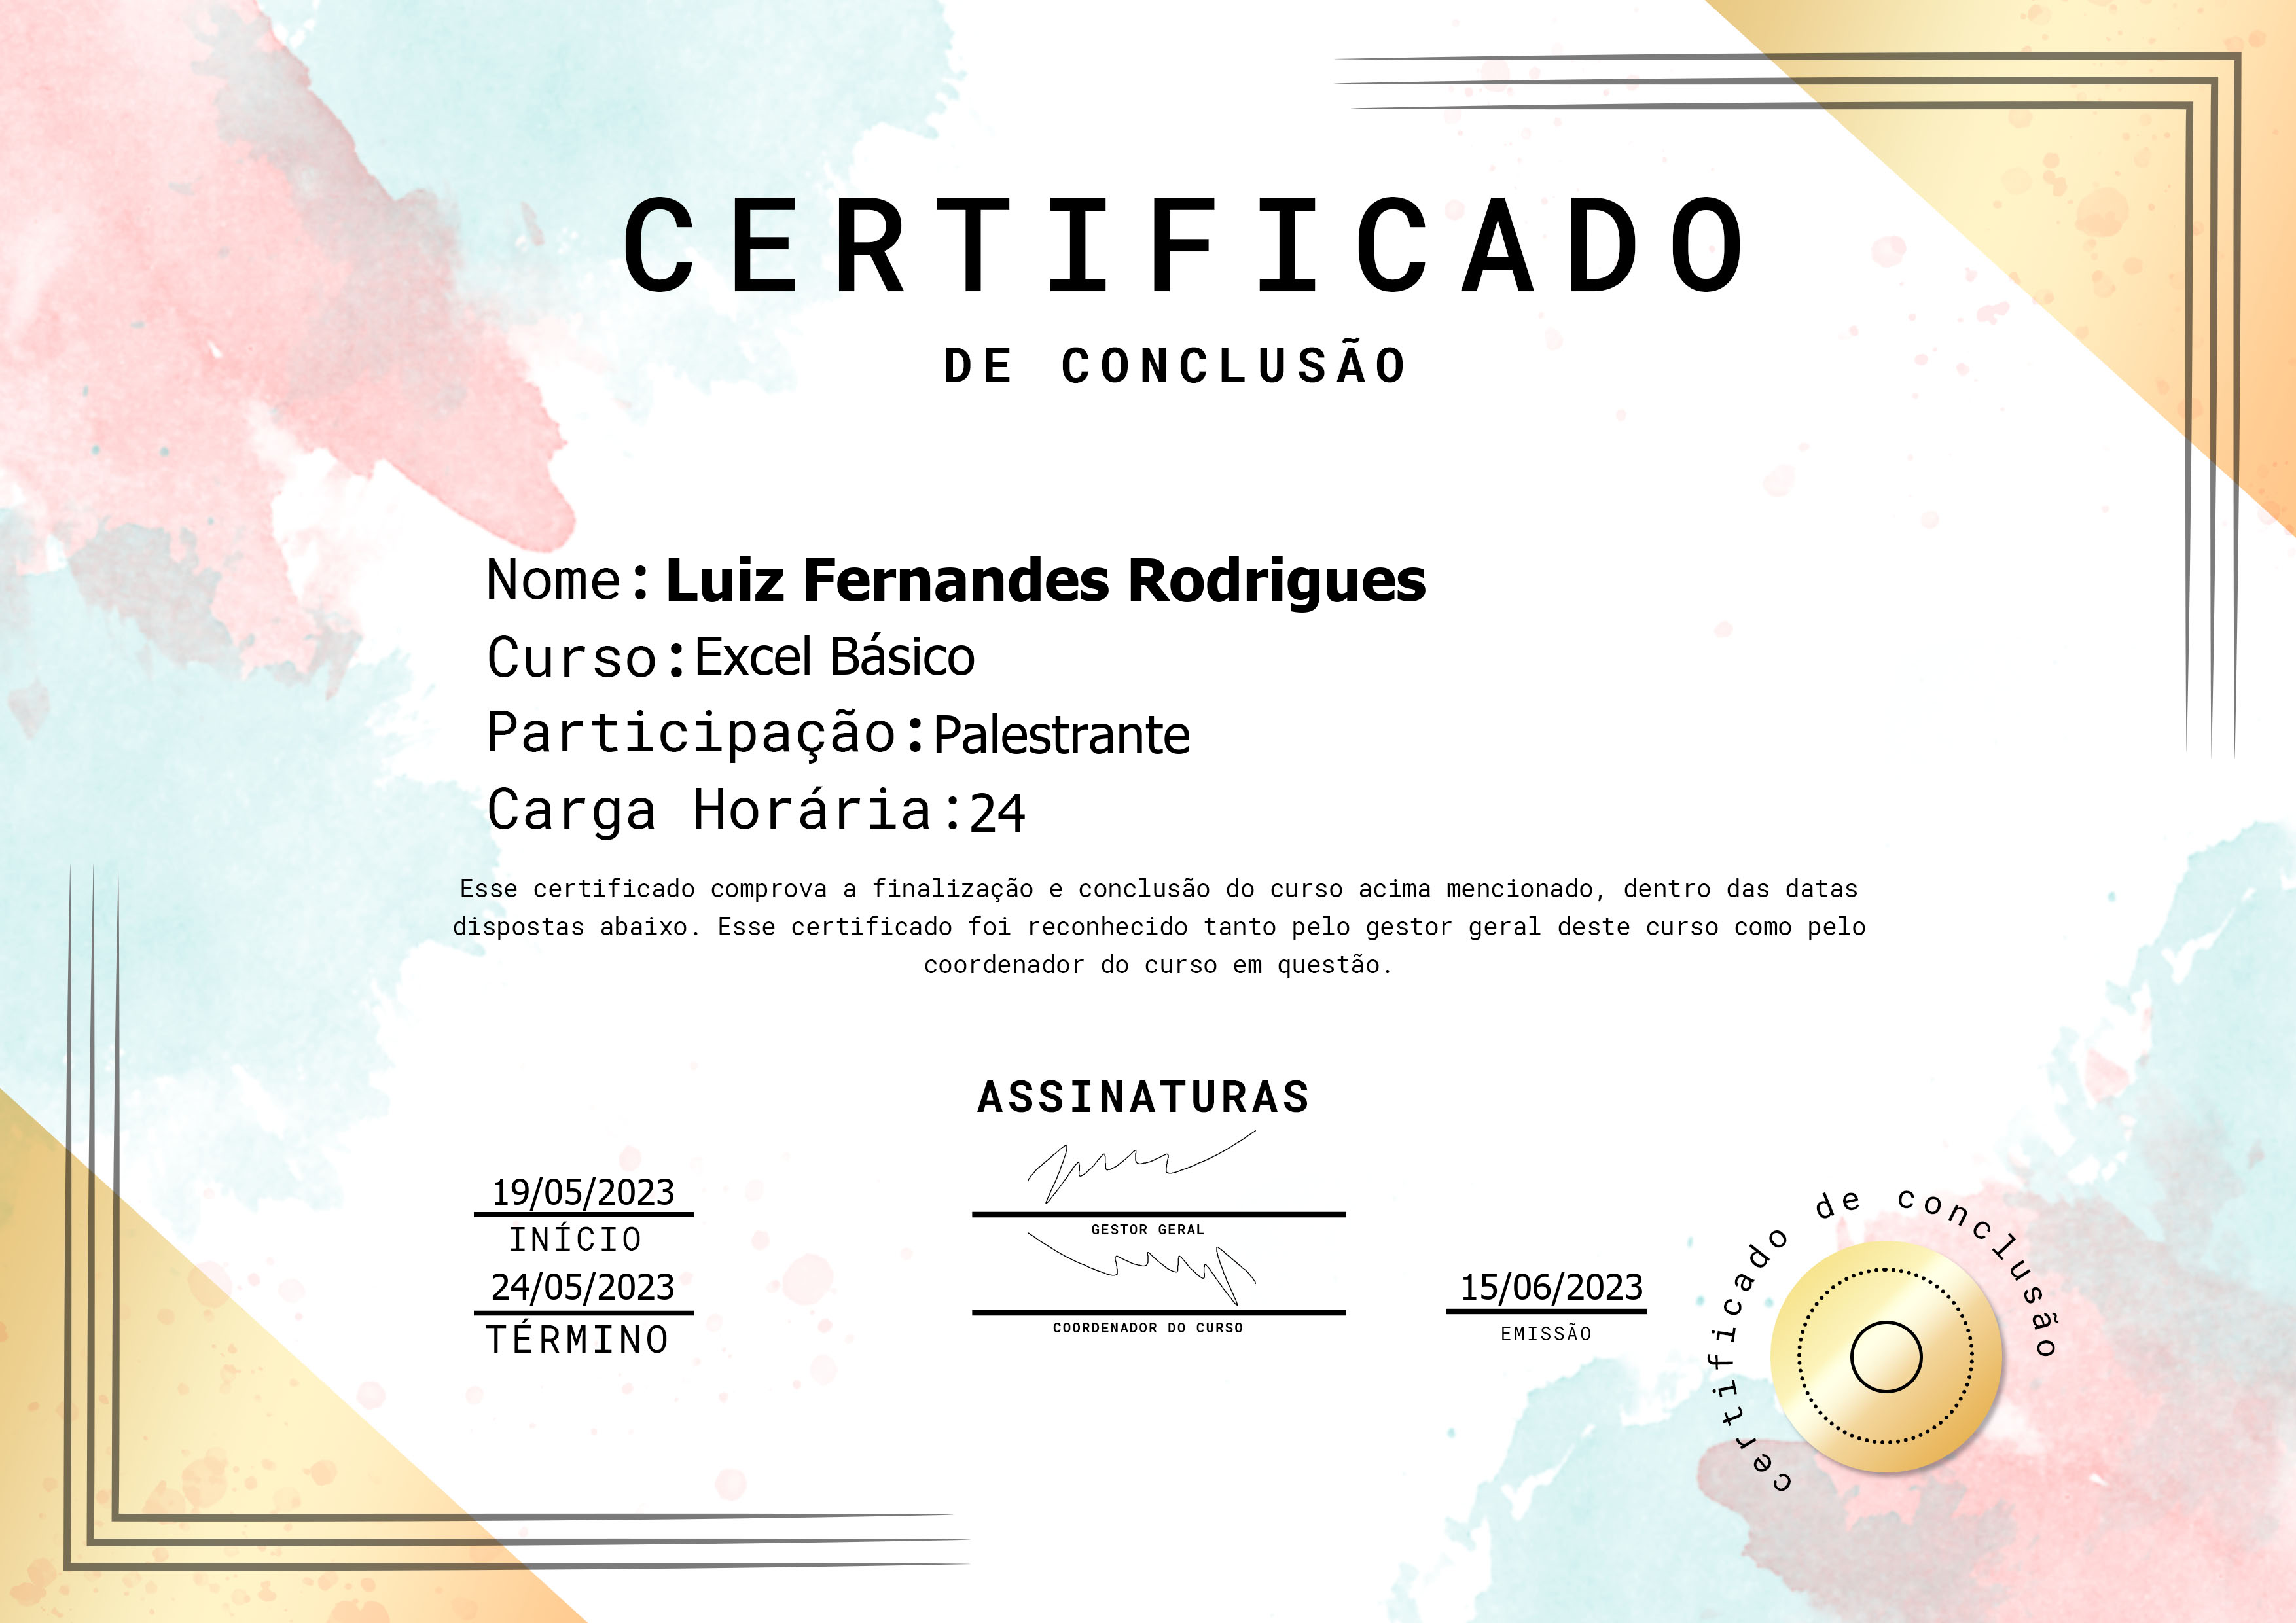 CERTIFICADO
DE CONCLUSÃO
Nome: Luiz Fernandes Rodrigues
Curso: Excel Básico
Participação: Palestrante
Carga Horária: 24
Esse certificado comprova a finalização e conclusão do curso acima mencionado, dentro das datas
dispostas abaixo. Esse certificado foi reconhecido tanto pelo gestor geral deste curso como pelo
coordenador do curso em questão.
ASSINATURAS
19/05/2023
INÍCIO
GESTOR GERAL
24/05/2023
TÉRMINO
COORDENADOR DO CURSO
15/06/2023
EMISSÃO
certificado de conclusão